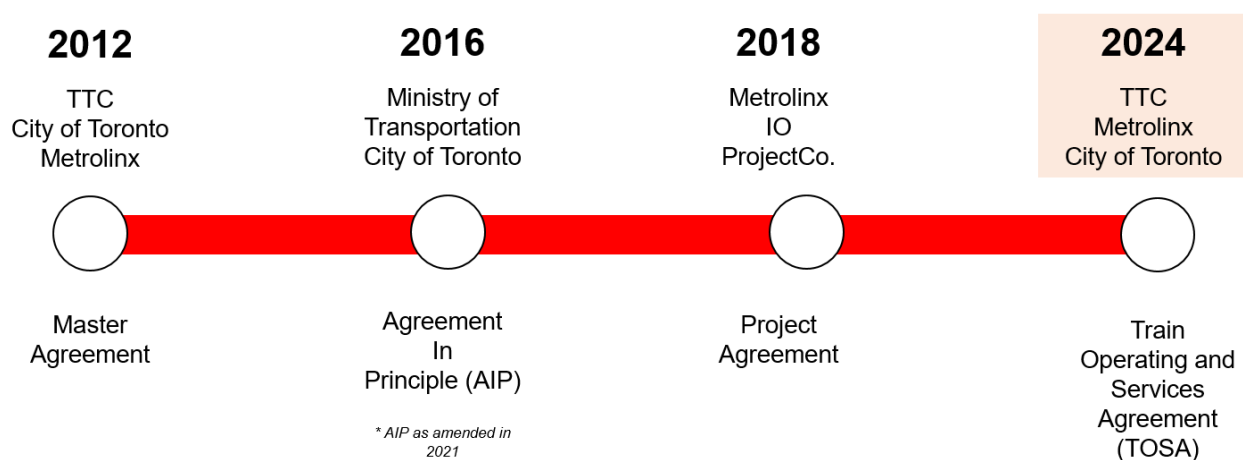 2012
TTC
City of Toronto
Metrolinx
Master
Agreement
2016
Ministry of
Transportation
City of Toronto
Agreement
In
Principle (AIP)
* AIP as amended in
2021
2018
Metrolinx
IO
ProjectCo.
Project
Agreement
2024
TTC
Metrolinx
City of Toronto
Train
Operating and
Services
Agreement
(TOSA)